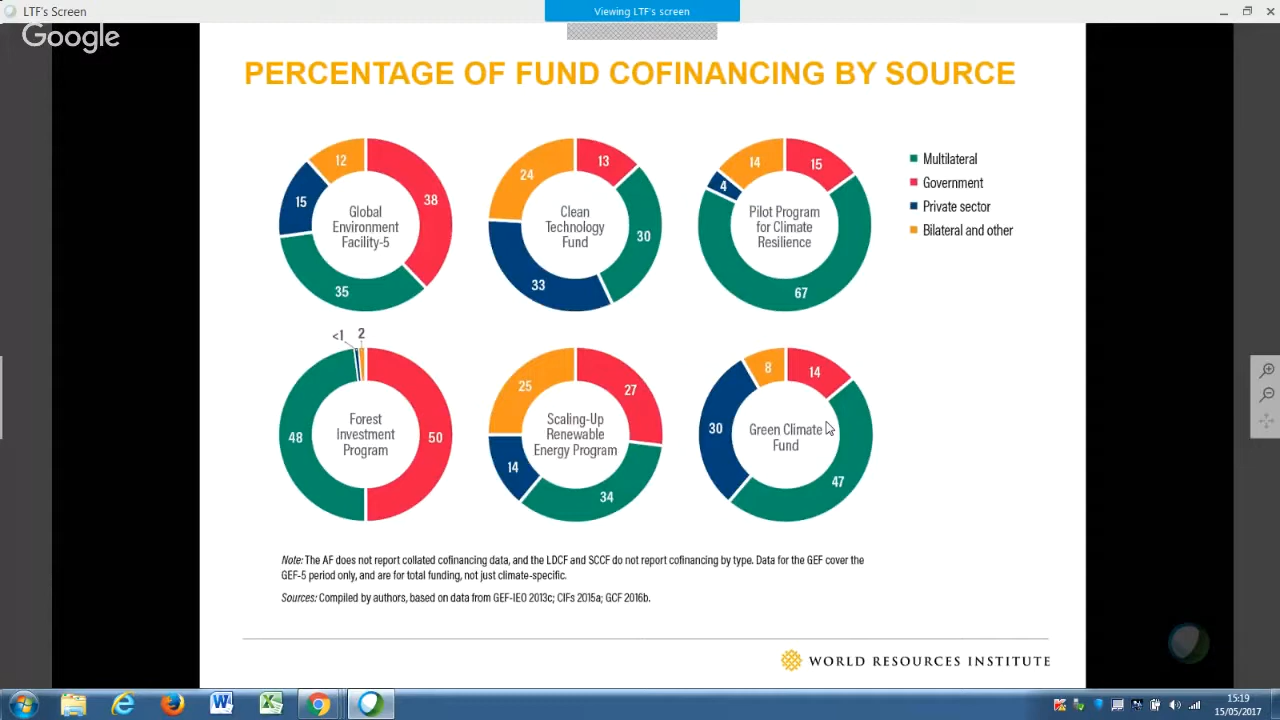 LTF's Screen
Viewing LTF's screen
Google
PERCENTAGE OF FUND COFINANCING BY SOURCE
12
38
15
35
Global
Environment
Facility-5
24
13
30
33
Clean
Technology
Fund
14
15
4
67
Pilot Program
for Climate
Resilience
Multilateral
Government
Private sector
Bilateral and other
<1
2
48
50
Forest
Investment
Program
25
27
14
34
Scaling-Up
Renewable
Energy Program
8
14
30
47
Green Climate
Fund
Note: The AF does not report collated cofinancing data, and the LDCF and SCCF do not report cofinancing by type. Data for the GEF cover the
GEF-5 period only, and are for total funding, not just climate-specific.
Sources: Compiled by authors, based on data from GEF-IEO 2013c; CIFs 2015a; GCF 2016b.
WORLD RESOURCES INSTITUTE
15:19
15/05/2017